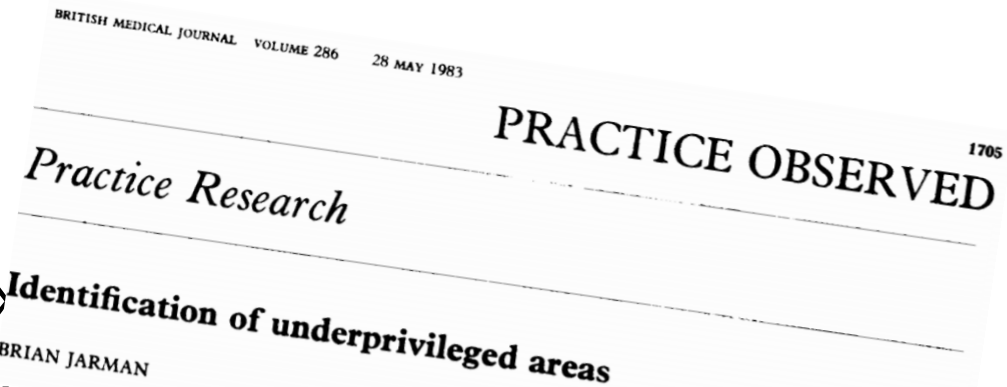 BRITISH MEDICAL JOURNAL VOLUME 286 28 MAY 1983
1705
PRACTICE OBSERVED
Practice Research
Identification of underprivileged areas
BRIAN JARMAN